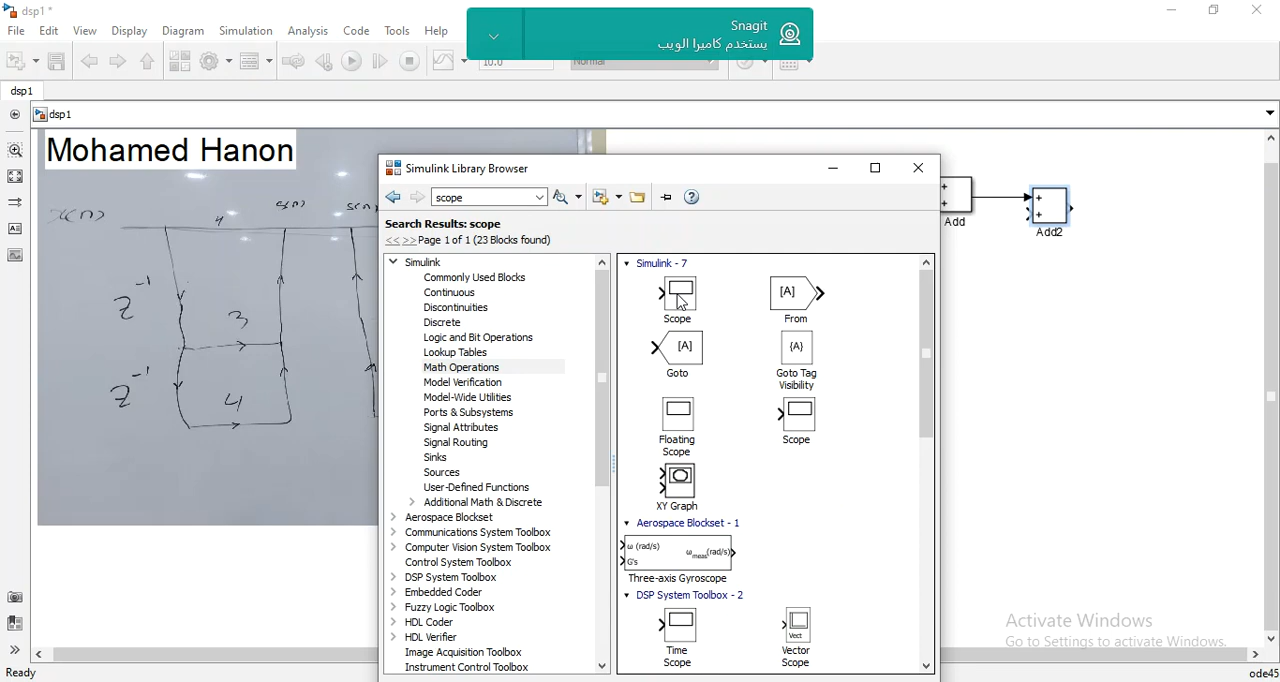 dsp1 *
Snagit
يستخدم كاميرا الويب
File Edit View Display Diagram Simulation Analysis Code Tools Help
10.0 Normal
dsp1
dsp1
Mohamed Hanon
x(n)
4
z⁻¹
3
z⁻¹
4
Add
Add2
Simulink Library Browser
scope
Search Results: scope
<< >> Page 1 of 1 (23 Blocks found)
Simulink
Commonly Used Blocks
Continuous
Discontinuities
Discrete
Logic and Bit Operations
Lookup Tables
Math Operations
Model Verification
Model-Wide Utilities
Ports & Subsystems
Signal Attributes
Signal Routing
Sinks
Sources
User-Defined Functions
Additional Math & Discrete
Aerospace Blockset
Communications System Toolbox
Computer Vision System Toolbox
Control System Toolbox
DSP System Toolbox
Embedded Coder
Fuzzy Logic Toolbox
HDL Coder
HDL Verifier
Image Acquisition Toolbox
Instrument Control Toolbox
Simulink - 7
Scope
[A]
From
[A]
Goto
{A}
Goto Tag
Visibility
Floating
Scope
Scope
XY Graph
Aerospace Blockset - 1
ω (rad/s)
G's
ωmeas(rad/s)
Three-axis Gyroscope
DSP System Toolbox - 2
Time
Scope
Vect
Vector
Scope
Activate Windows
Go to Settings to activate Windows.
Ready
ode45